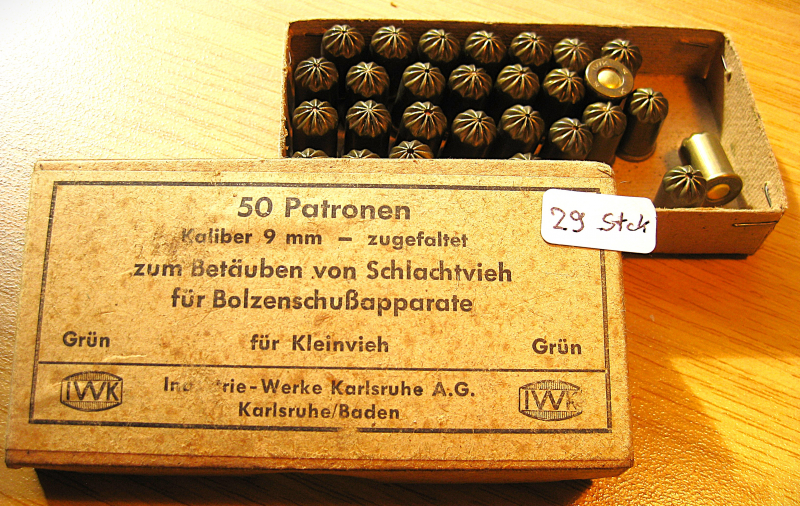 50 Patronen
Kaliber 9 mm – zugefaltet
29 Stck
zum Betäuben von Schlachtvieh
für Bolzenschußapparate
Grün für Kleinvieh Grün
IWK Industrie-Werke Karlsruhe A.G. IWK
Karlsruhe/Baden